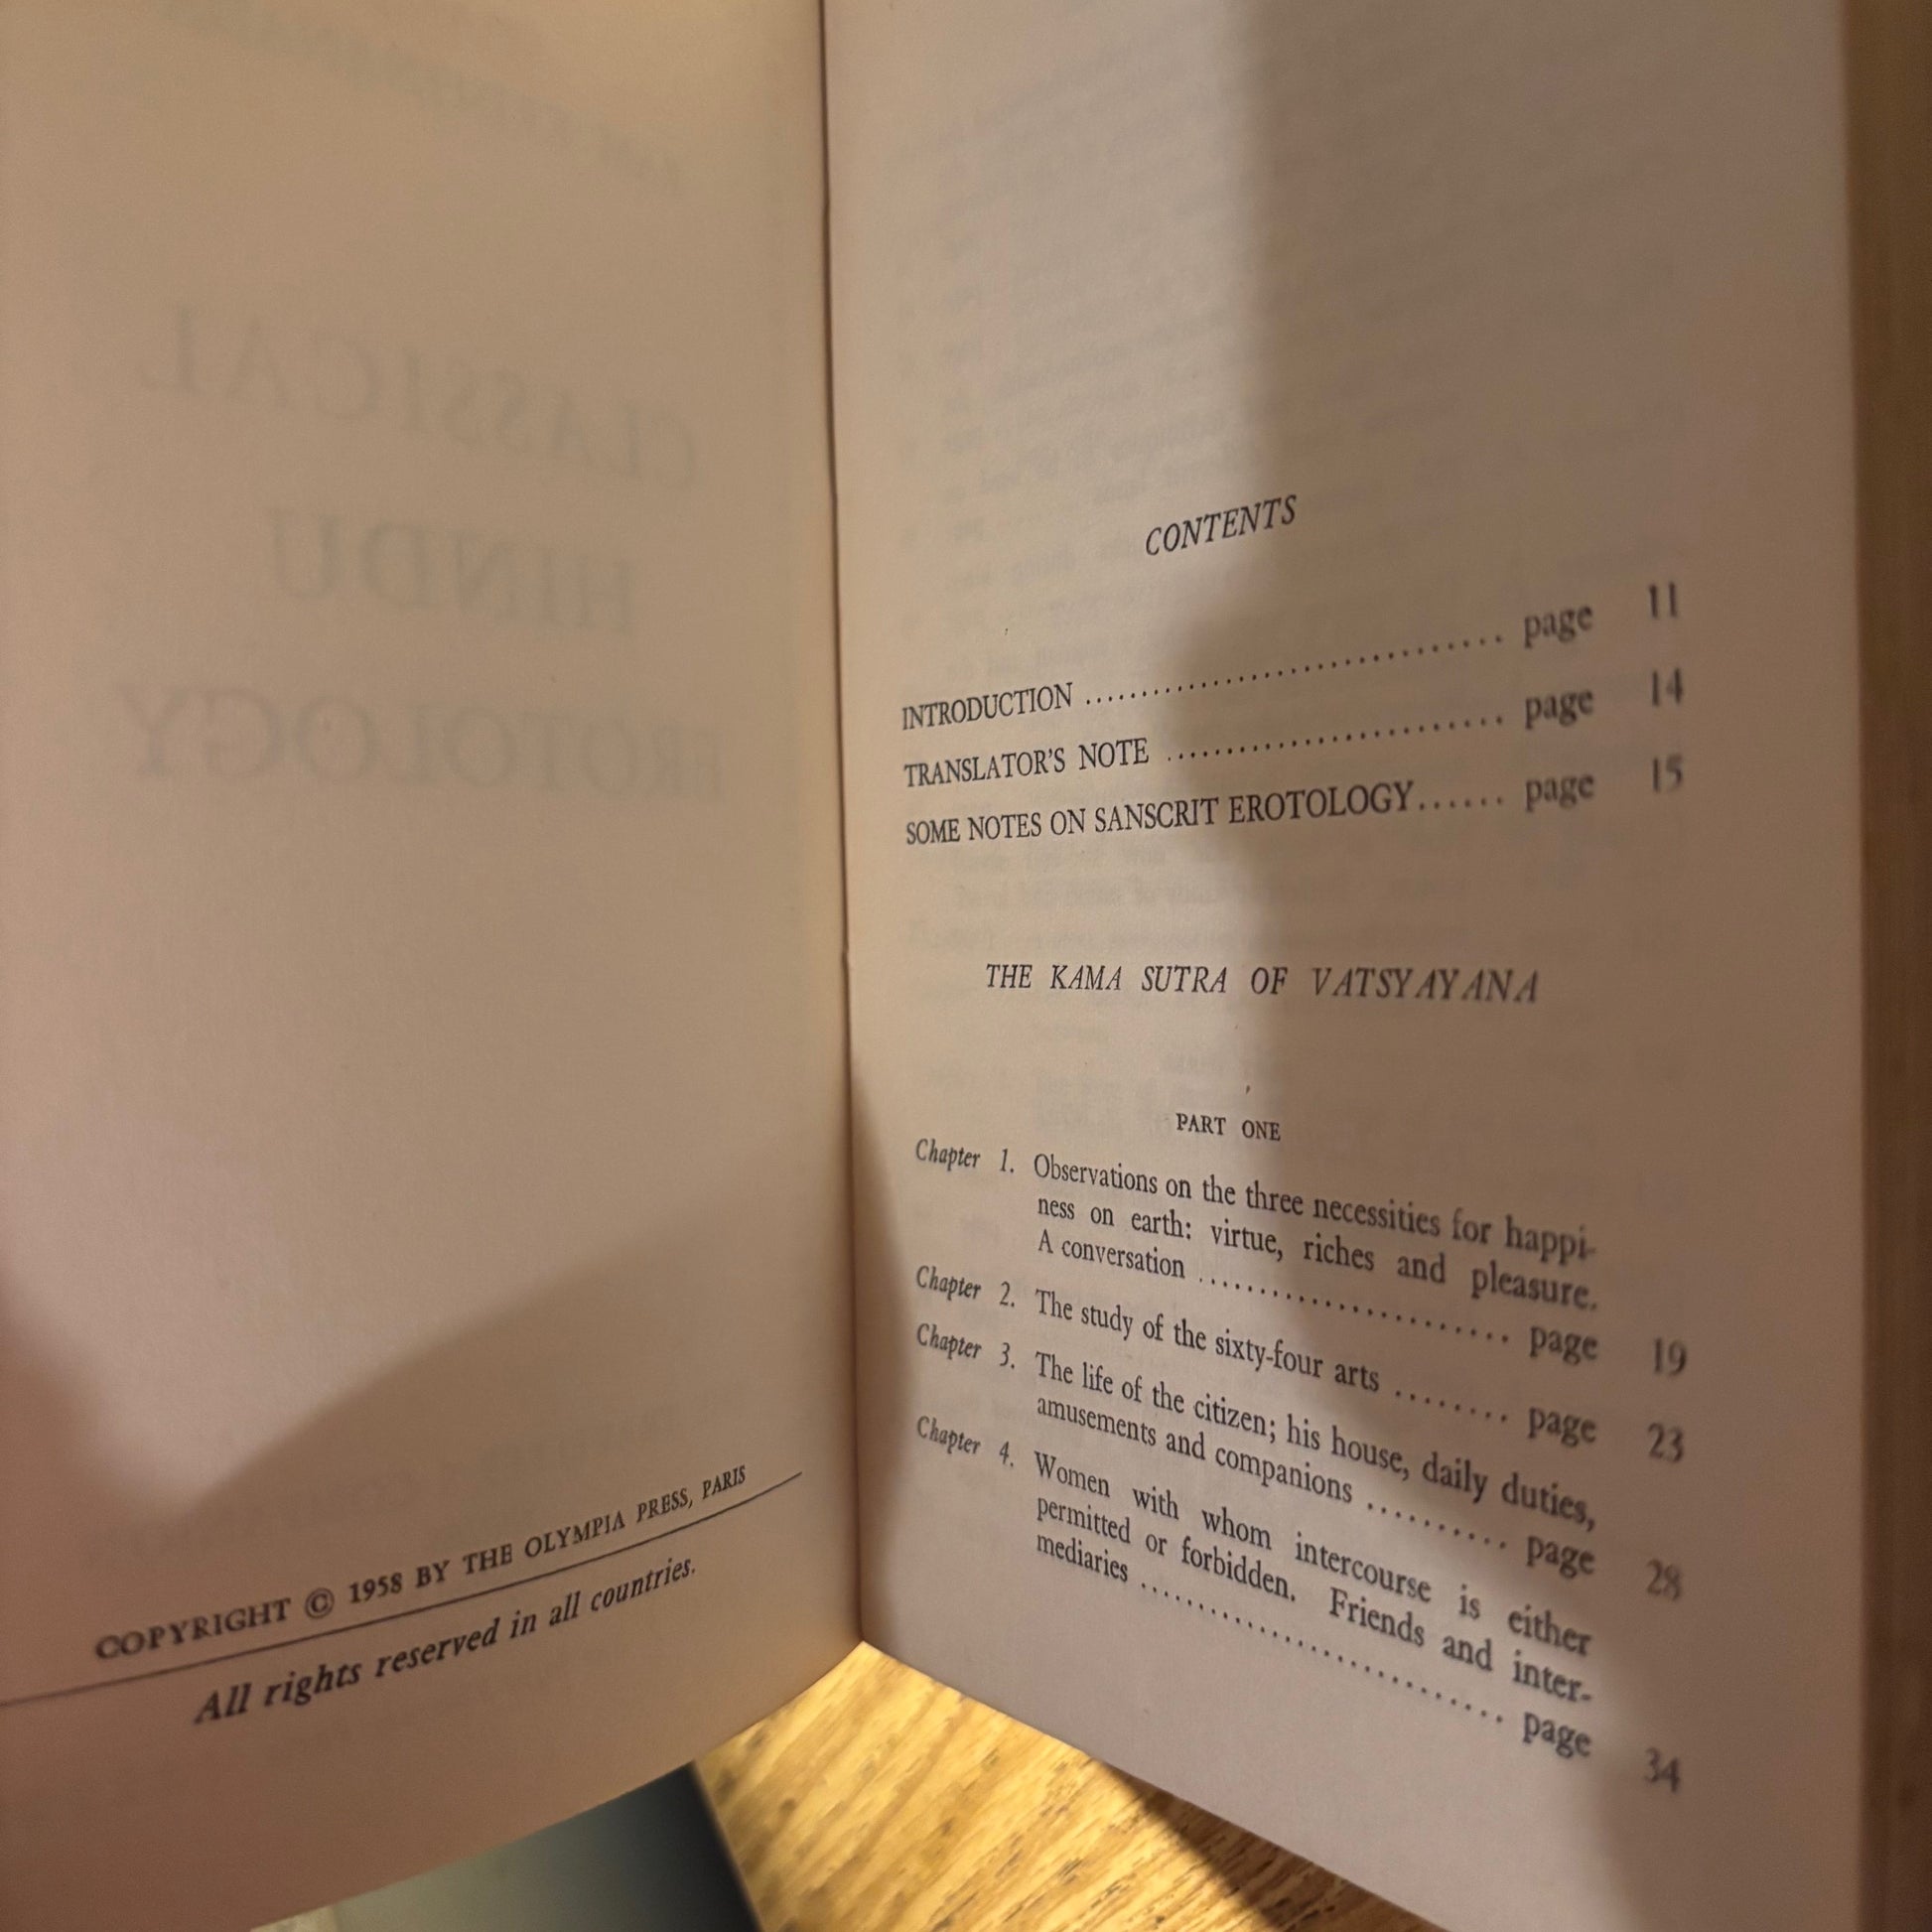 CLASSICAL
HINDU
EROTOLOGY
COPYRIGHT © 1958 BY THE OLYMPIA PRESS, PARIS
All rights reserved in all countries.
CONTENTS
INTRODUCTION .................................... page 11
TRANSLATOR'S NOTE ........................... page 14
SOME NOTES ON SANSCRIT EROTOLOGY...... page 15
THE KAMA SUTRA OF VATSYAYANA
PART ONE
Chapter 1. Observations on the three necessities for happi-
ness on earth: virtue, riches and pleasure.
A conversation ........................... page 19
Chapter 2. The study of the sixty-four arts ........ page 23
Chapter 3. The life of the citizen; his house, daily duties,
amusements and companions .......... page 28
Chapter 4. Women with whom intercourse is either
permitted or forbidden. Friends and inter-
mediaries ................................ page 34